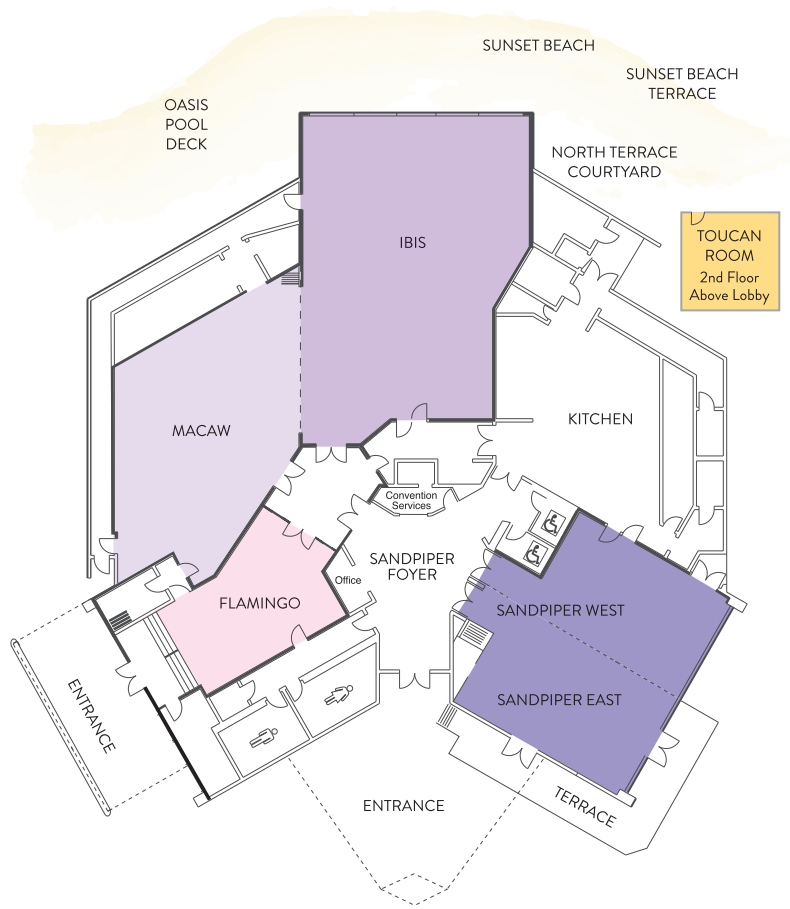 SUNSET BEACH
SUNSET BEACH
TERRACE
OASIS
POOL
DECK
NORTH TERRACE
COURTYARD
IBIS
TOUCAN
ROOM
2nd Floor
Above Lobby
MACAW
KITCHEN
Convention
Services
SANDPIPER
FOYER
Office
FLAMINGO
SANDPIPER WEST
SANDPIPER EAST
ENTRANCE
ENTRANCE
TERRACE